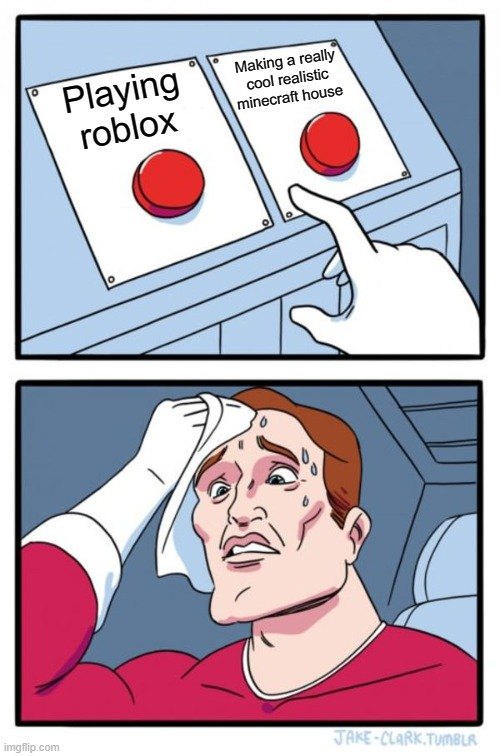 Playing
roblox
Making a really
cool realistic
minecraft house
JAKE-CLARK.TUMBLR
imgflip.com